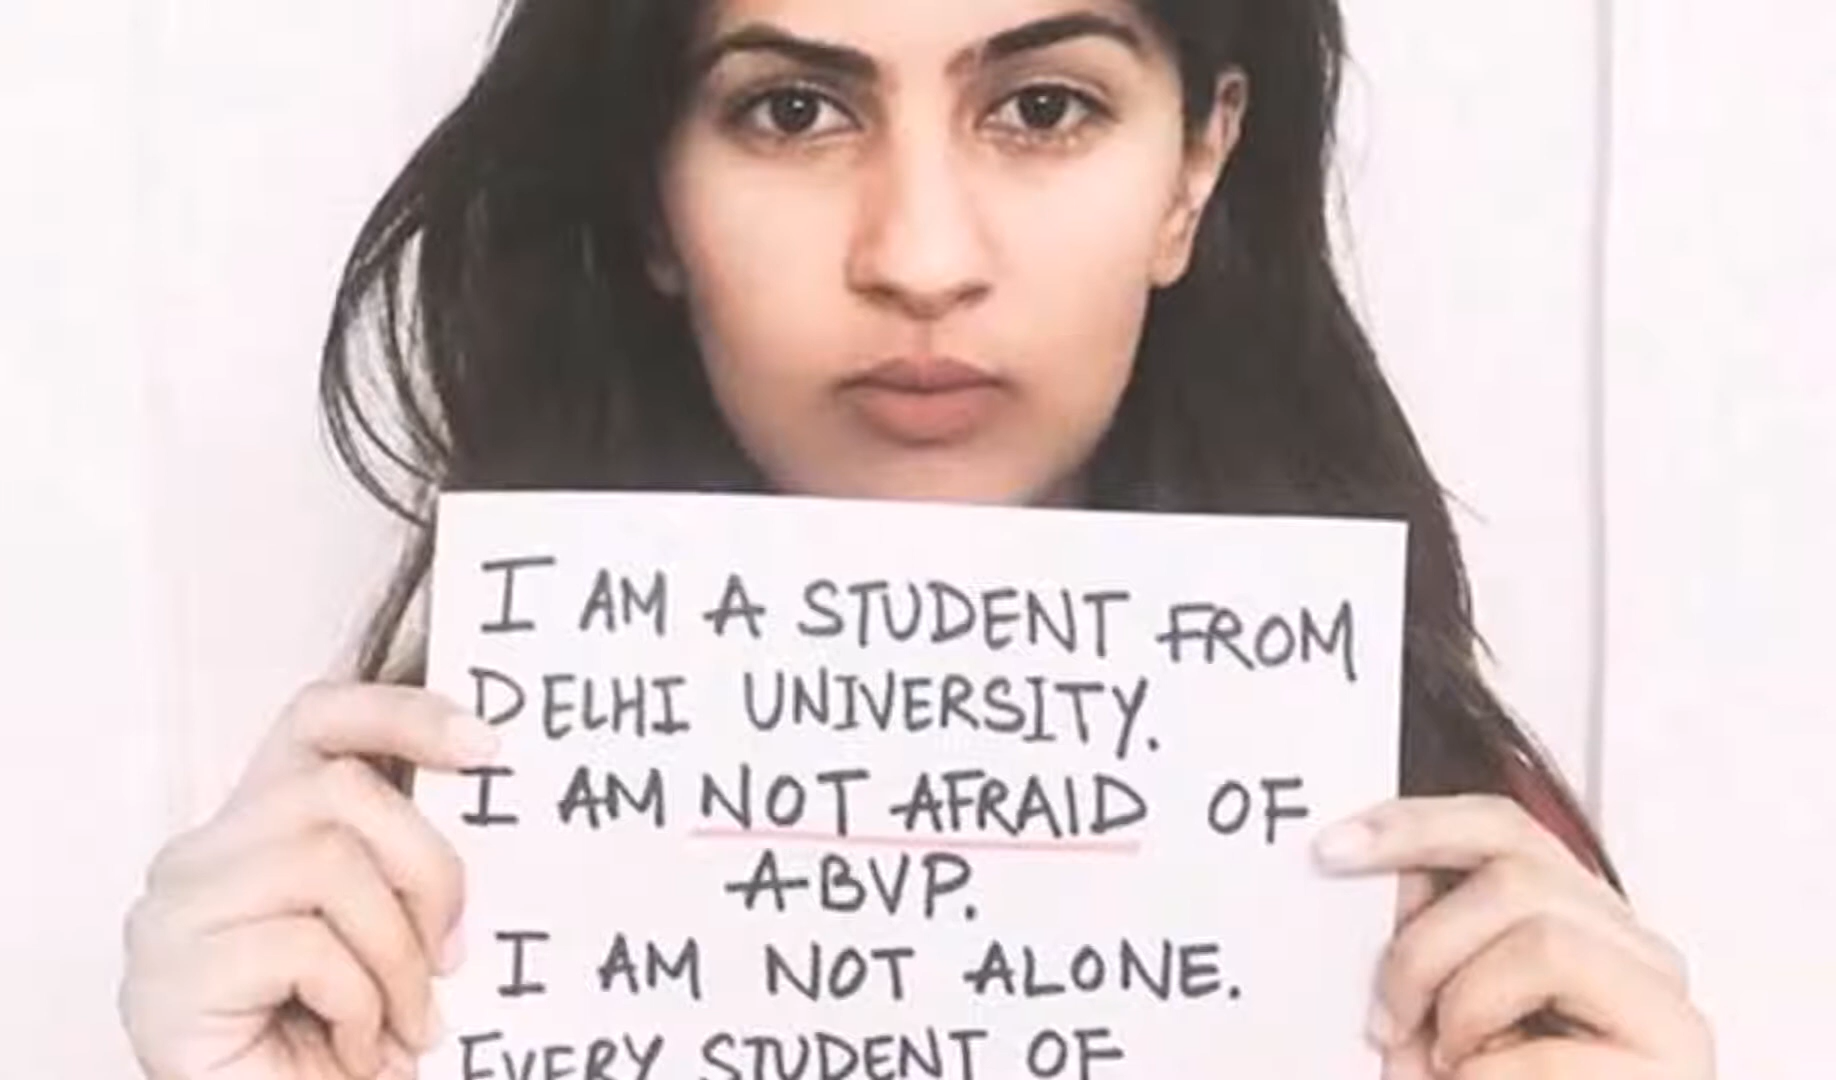 I AM A STUDENT FROM
DELHI UNIVERSITY.
I AM NOT AFRAID OF
ABVP.
I AM NOT ALONE.
EVERY STUDENT OF